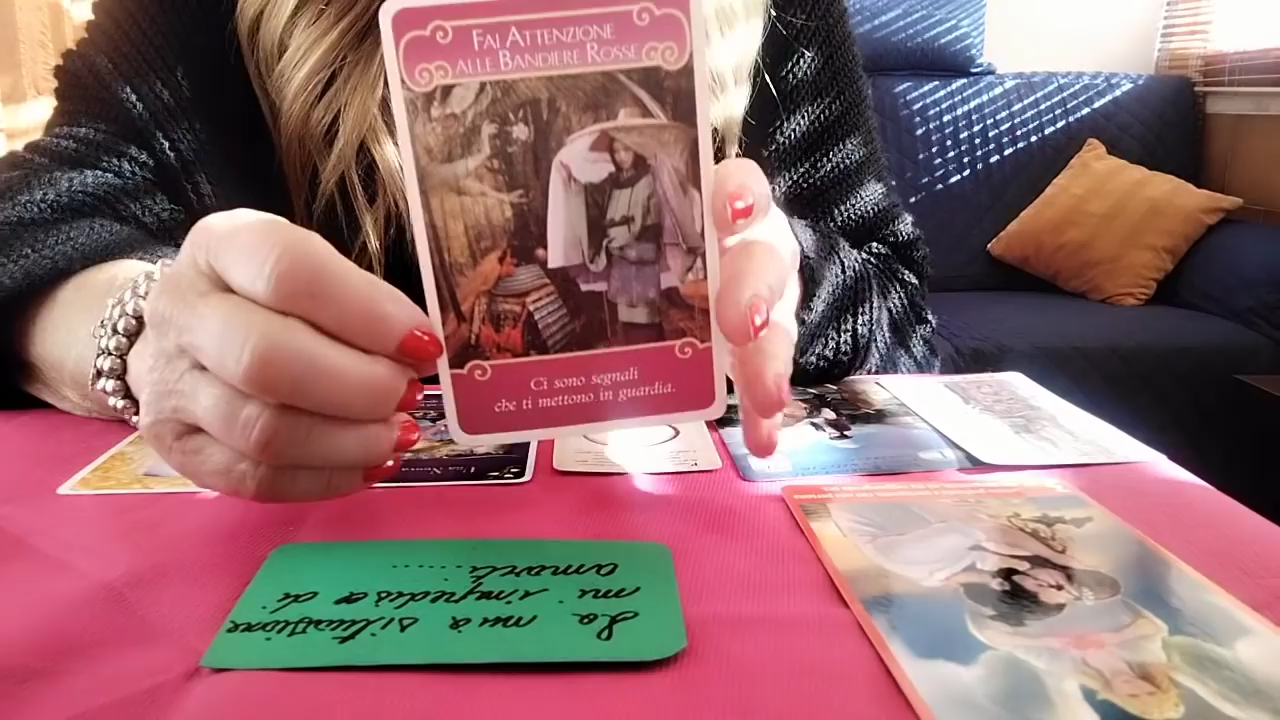 FAI ATTENZIONE
ALLE BANDIERE ROSSE
Ci sono segnali
che ti mettono in guardia.
La mia situazione
mi impedisce di
amarti.....